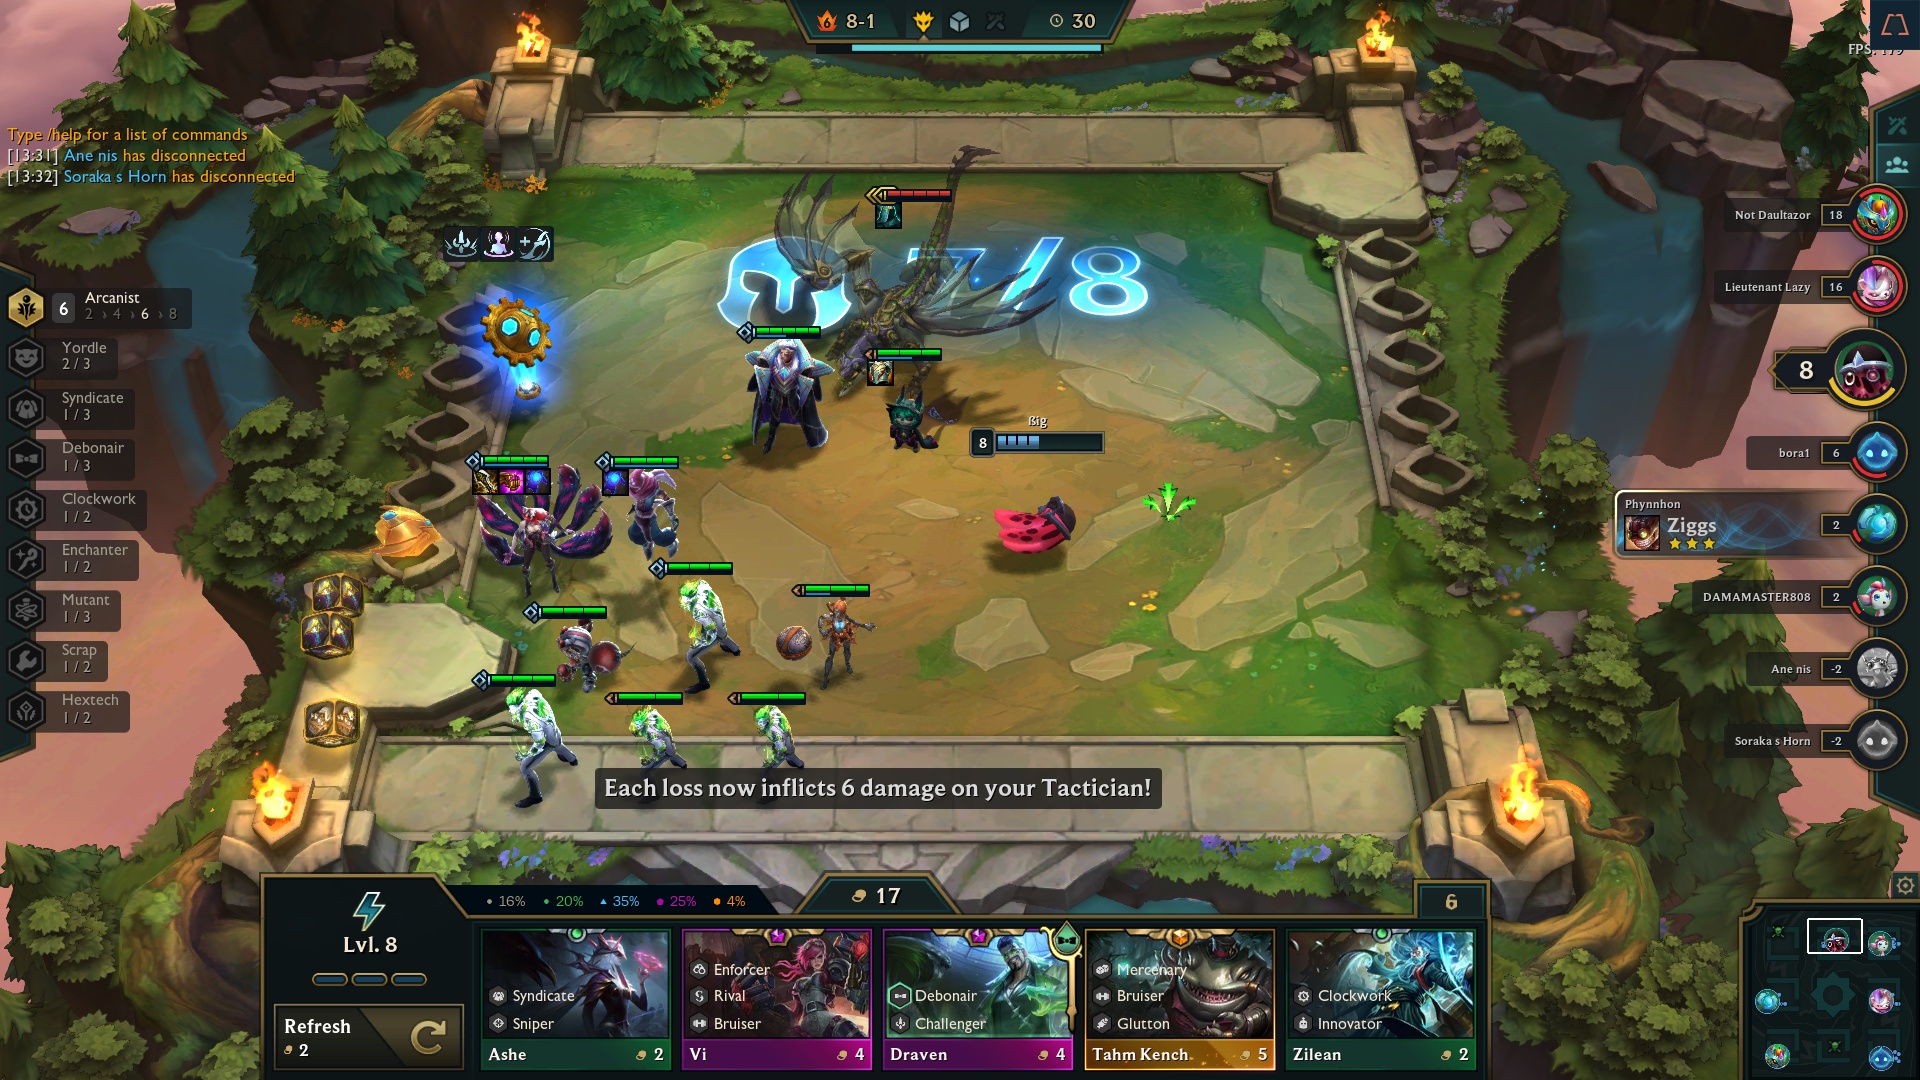 8-1
30
FPS: 179
Type /help for a list of commands
[13:31] Ane nis has disconnected
[13:32] Soraka s Horn has disconnected
7/8
Not Daultazor 18
Lieutenant Lazy 16
8
bora1 6
Phynnhon
Ziggs
2
DAMAMASTER808 2
Ane nis -2
Soraka s Horn -2
6 Arcanist
2 › 4 › 6 › 8
Yordle
2 / 3
Syndicate
1 / 3
Debonair
1 / 3
Clockwork
1 / 2
Enchanter
1 / 2
Mutant
1 / 3
Scrap
1 / 2
Hextech
1 / 2
8
Each loss now inflicts 6 damage on your Tactician!
16% 20% 35% 25% 4%
17
6
Lvl. 8
Refresh
2
Syndicate
Sniper
Ashe 2
Enforcer
Rival
Bruiser
Vi 4
Debonair
Challenger
Draven 4
Mercenary
Bruiser
Glutton
Tahm Kench 5
Clockwork
Innovator
Zilean 2